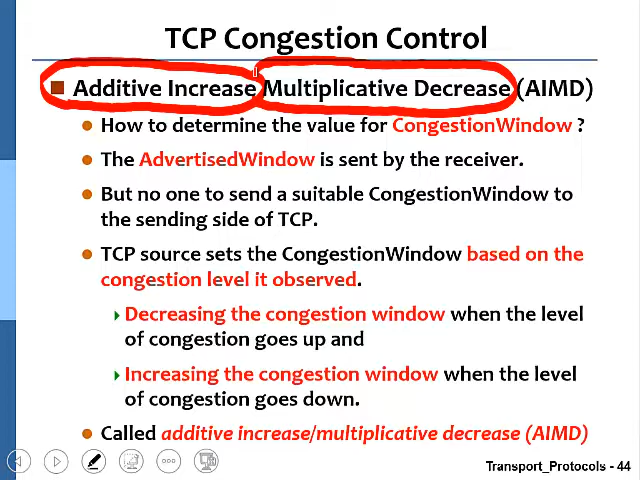 TCP Congestion Control
Additive Increase Multiplicative Decrease (AIMD)
How to determine the value for CongestionWindow ?
The AdvertisedWindow is sent by the receiver.
But no one to send a suitable CongestionWindow to
the sending side of TCP.
TCP source sets the CongestionWindow based on the
congestion level it observed.
Decreasing the congestion window when the level
of congestion goes up and
Increasing the congestion window when the level
of congestion goes down.
Called additive increase/multiplicative decrease (AIMD)
Transport_Protocols - 44